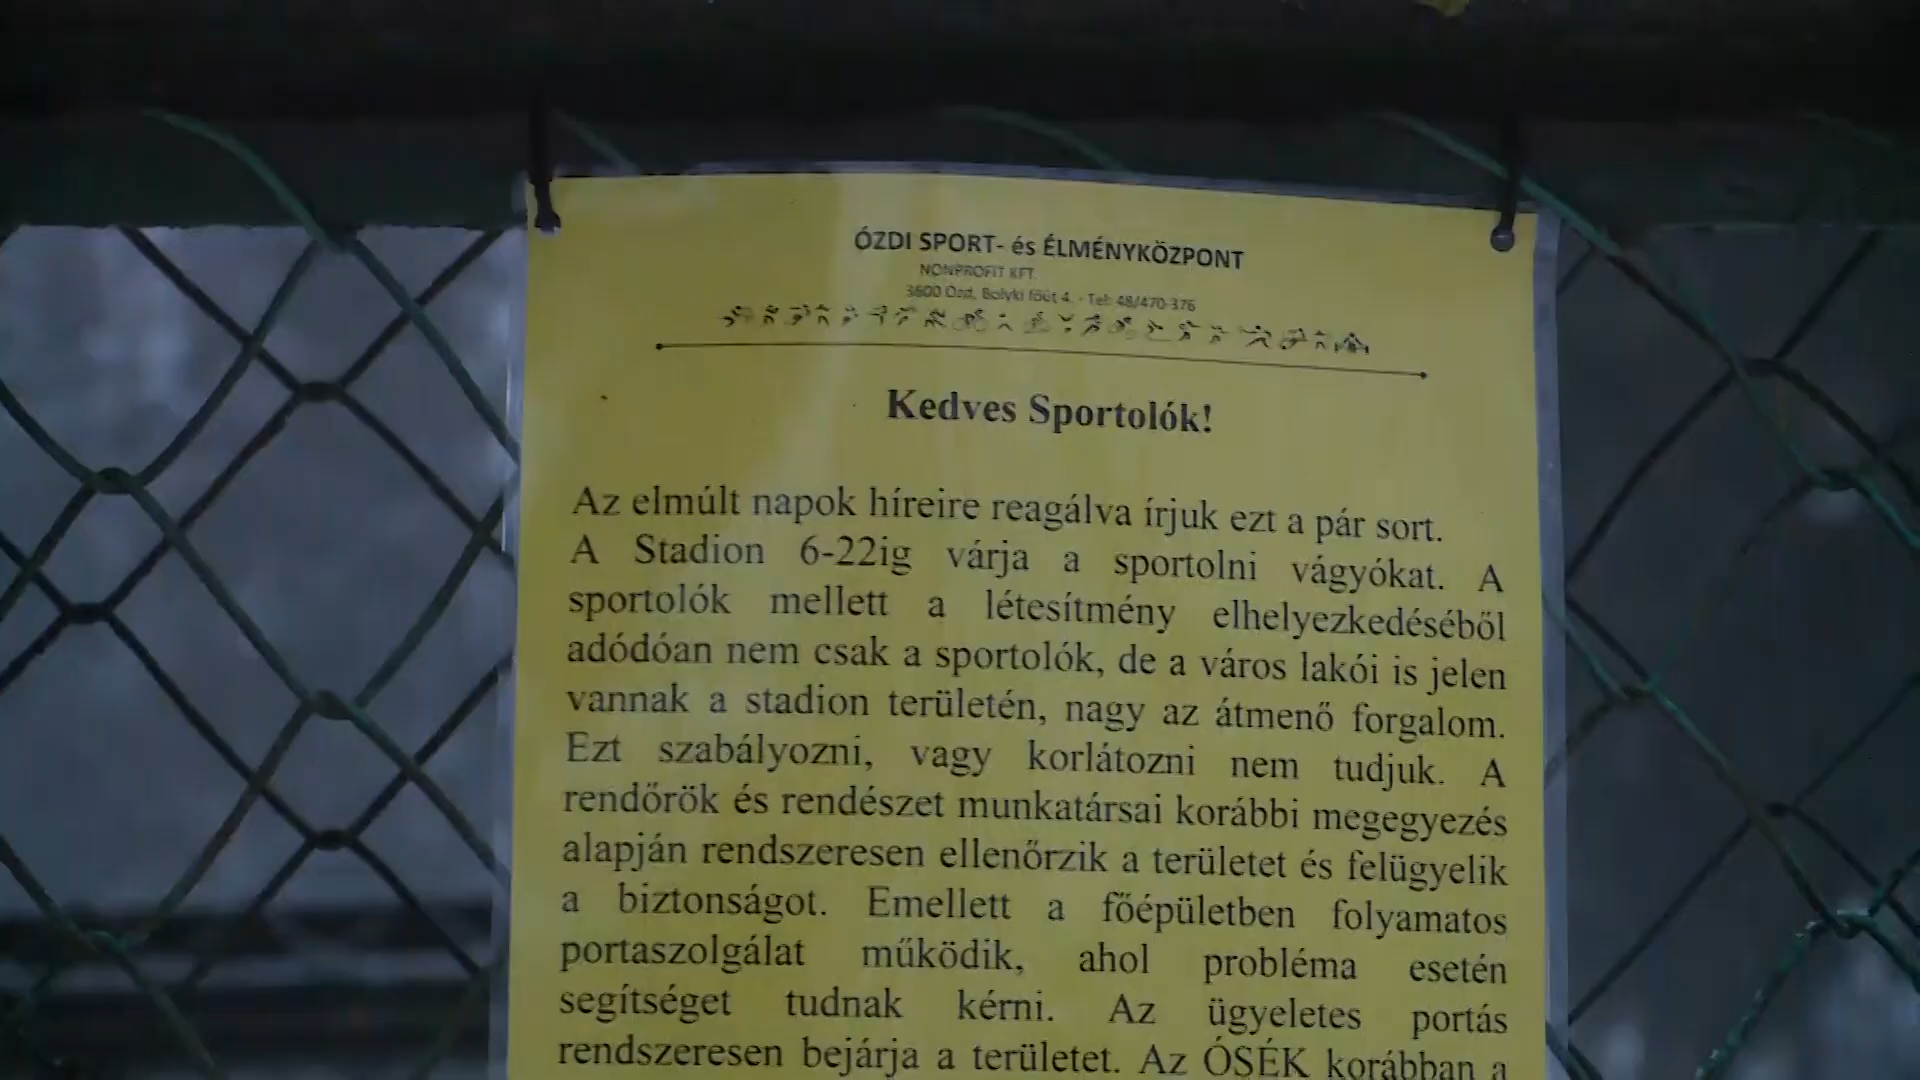 ÓZDI SPORT- és ÉLMÉNYKÖZPONT
NONPROFIT KFT.
3600 Ózd, Bolyki főút 4. - Tel: 48/470-376
Kedves Sportolók!
Az elmúlt napok híreire reagálva írjuk ezt a pár sort.
A Stadion 6-22ig várja a sportolni vágyókat. A
sportolók mellett a létesítmény elhelyezkedéséből
adódóan nem csak a sportolók, de a város lakói is jelen
vannak a stadion területén, nagy az átmenő forgalom.
Ezt szabályozni, vagy korlátozni nem tudjuk. A
rendőrök és rendészet munkatársai korábbi megegyezés
alapján rendszeresen ellenőrzik a területet és felügyelik
a biztonságot. Emellett a főépületben folyamatos
portaszolgálat működik, ahol probléma esetén
segítséget tudnak kérni. Az ügyeletes portás
rendszeresen bejárja a területet. Az ÓSÉK korábban a